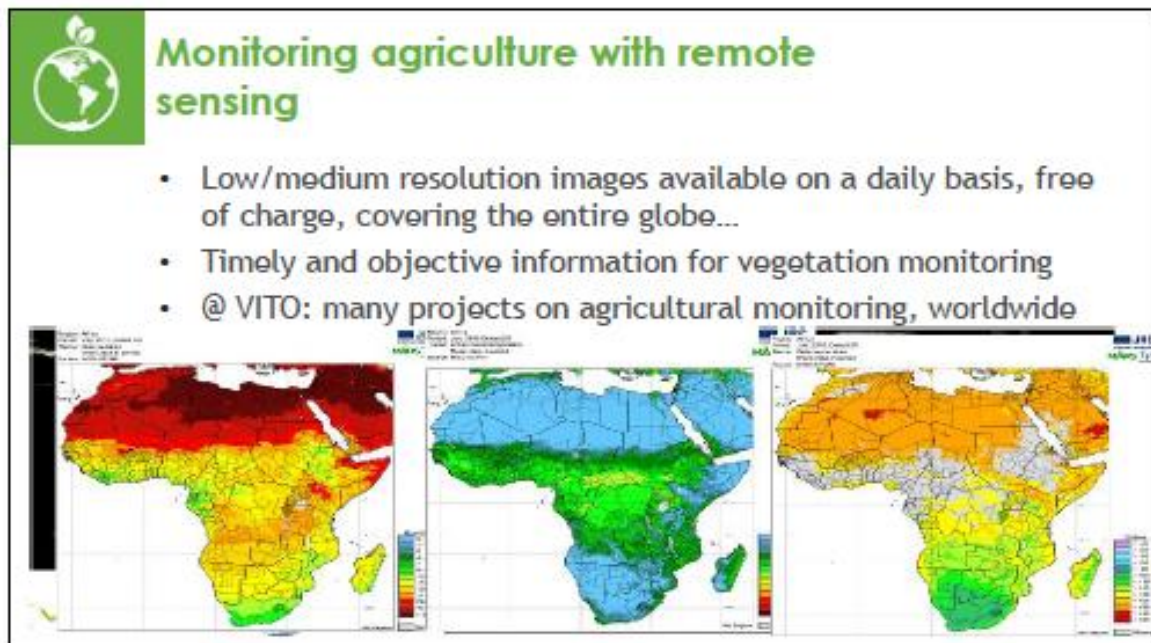 Monitoring agriculture with remote
sensing
• Low/medium resolution images available on a daily basis, free
of charge, covering the entire globe…
• Timely and objective information for vegetation monitoring
• @ VITO: many projects on agricultural monitoring, worldwide